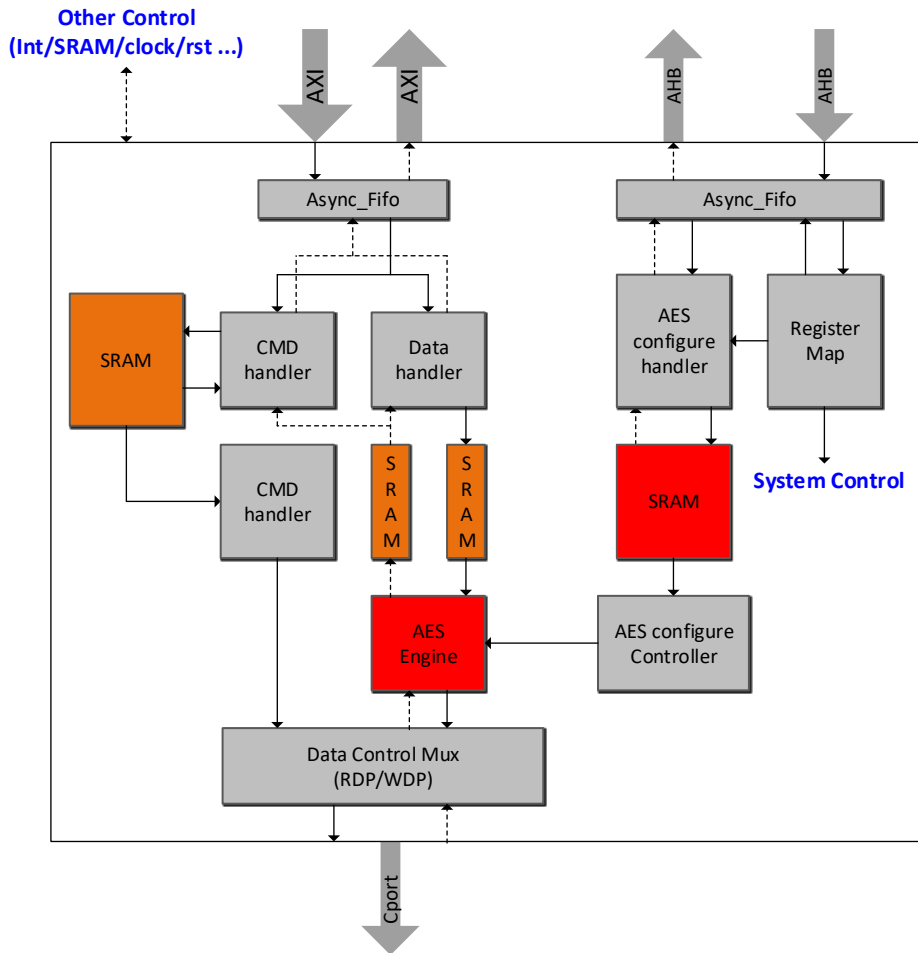 Other Control
(Int/SRAM/clock/rst ...)
AXI
AXI
AHB
AHB
Async_Fifo
Async_Fifo
SRAM
CMD
handler
Data
handler
AES
configure
handler
Register
Map
CMD
handler
S
R
A
M
S
R
A
M
SRAM
System Control
AES
Engine
AES configure
Controller
Data Control Mux
(RDP/WDP)
Cport